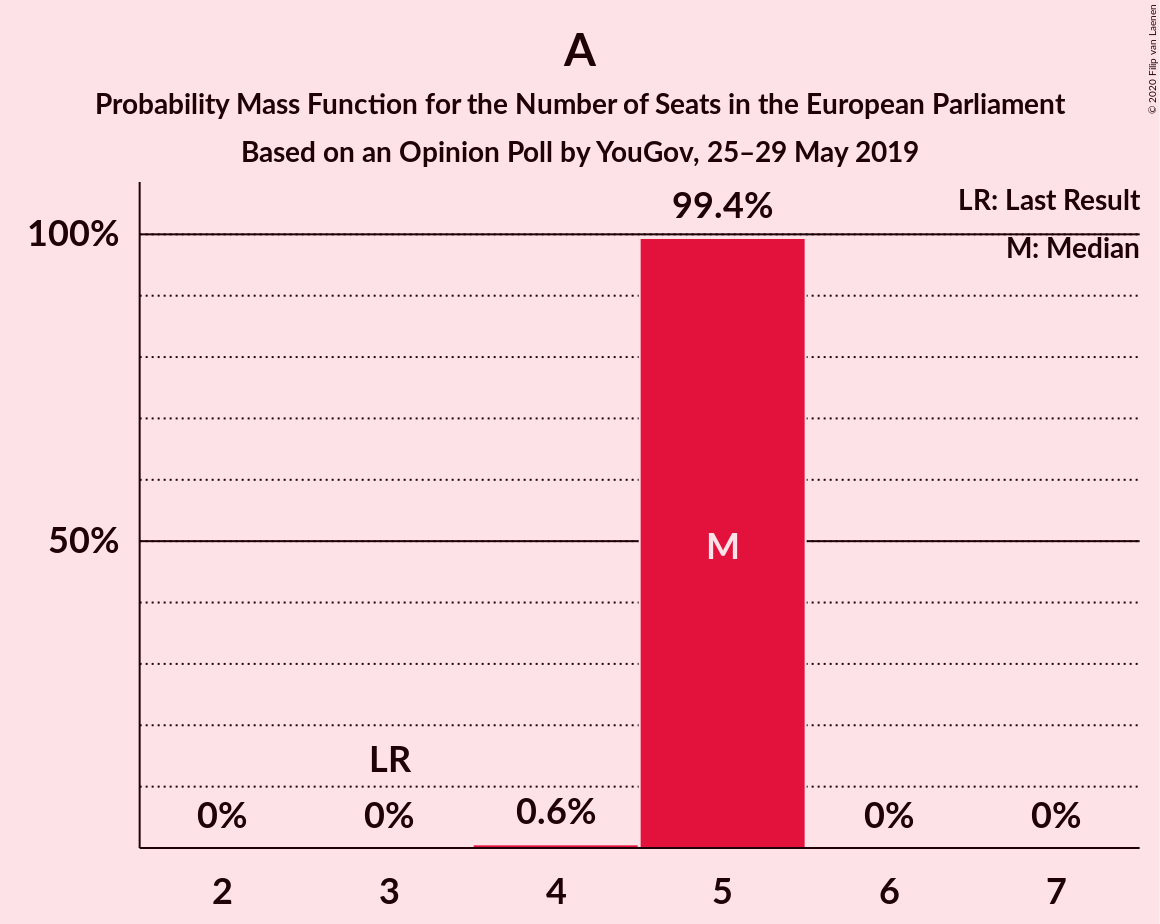 A
Probability Mass Function for the Number of Seats in the European Parliament
Based on an Opinion Poll by YouGov, 25–29 May 2019
© 2020 Filip van Laenen
LR: Last Result
M: Median
99.4%
100%
50%
M
LR
0%
0%
0.6%
0%
0%
2
3
4
5
6
7